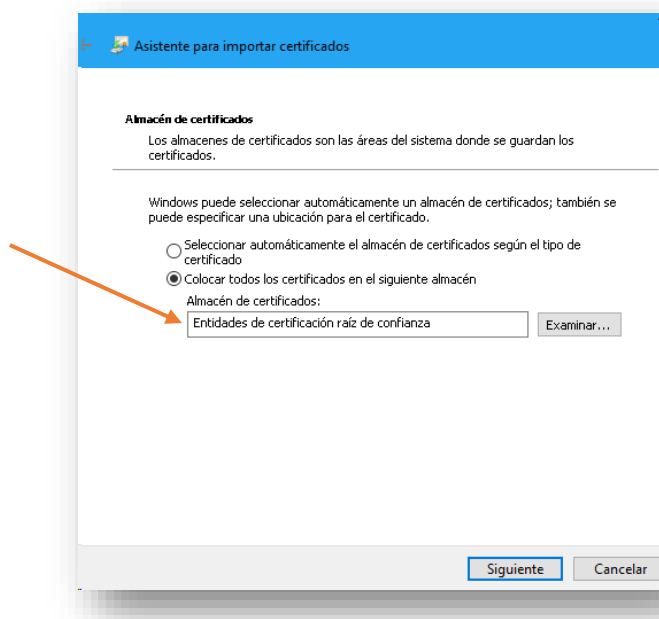 Asistente para importar certificados
Almacén de certificados
Los almacenes de certificados son las áreas del sistema donde se guardan los
certificados.
Windows puede seleccionar automáticamente un almacén de certificados; también se
puede especificar una ubicación para el certificado.
Seleccionar automáticamente el almacén de certificados según el tipo de
certificado
Colocar todos los certificados en el siguiente almacén
Almacén de certificados:
Entidades de certificación raíz de confianza
Examinar...
Siguiente
Cancelar